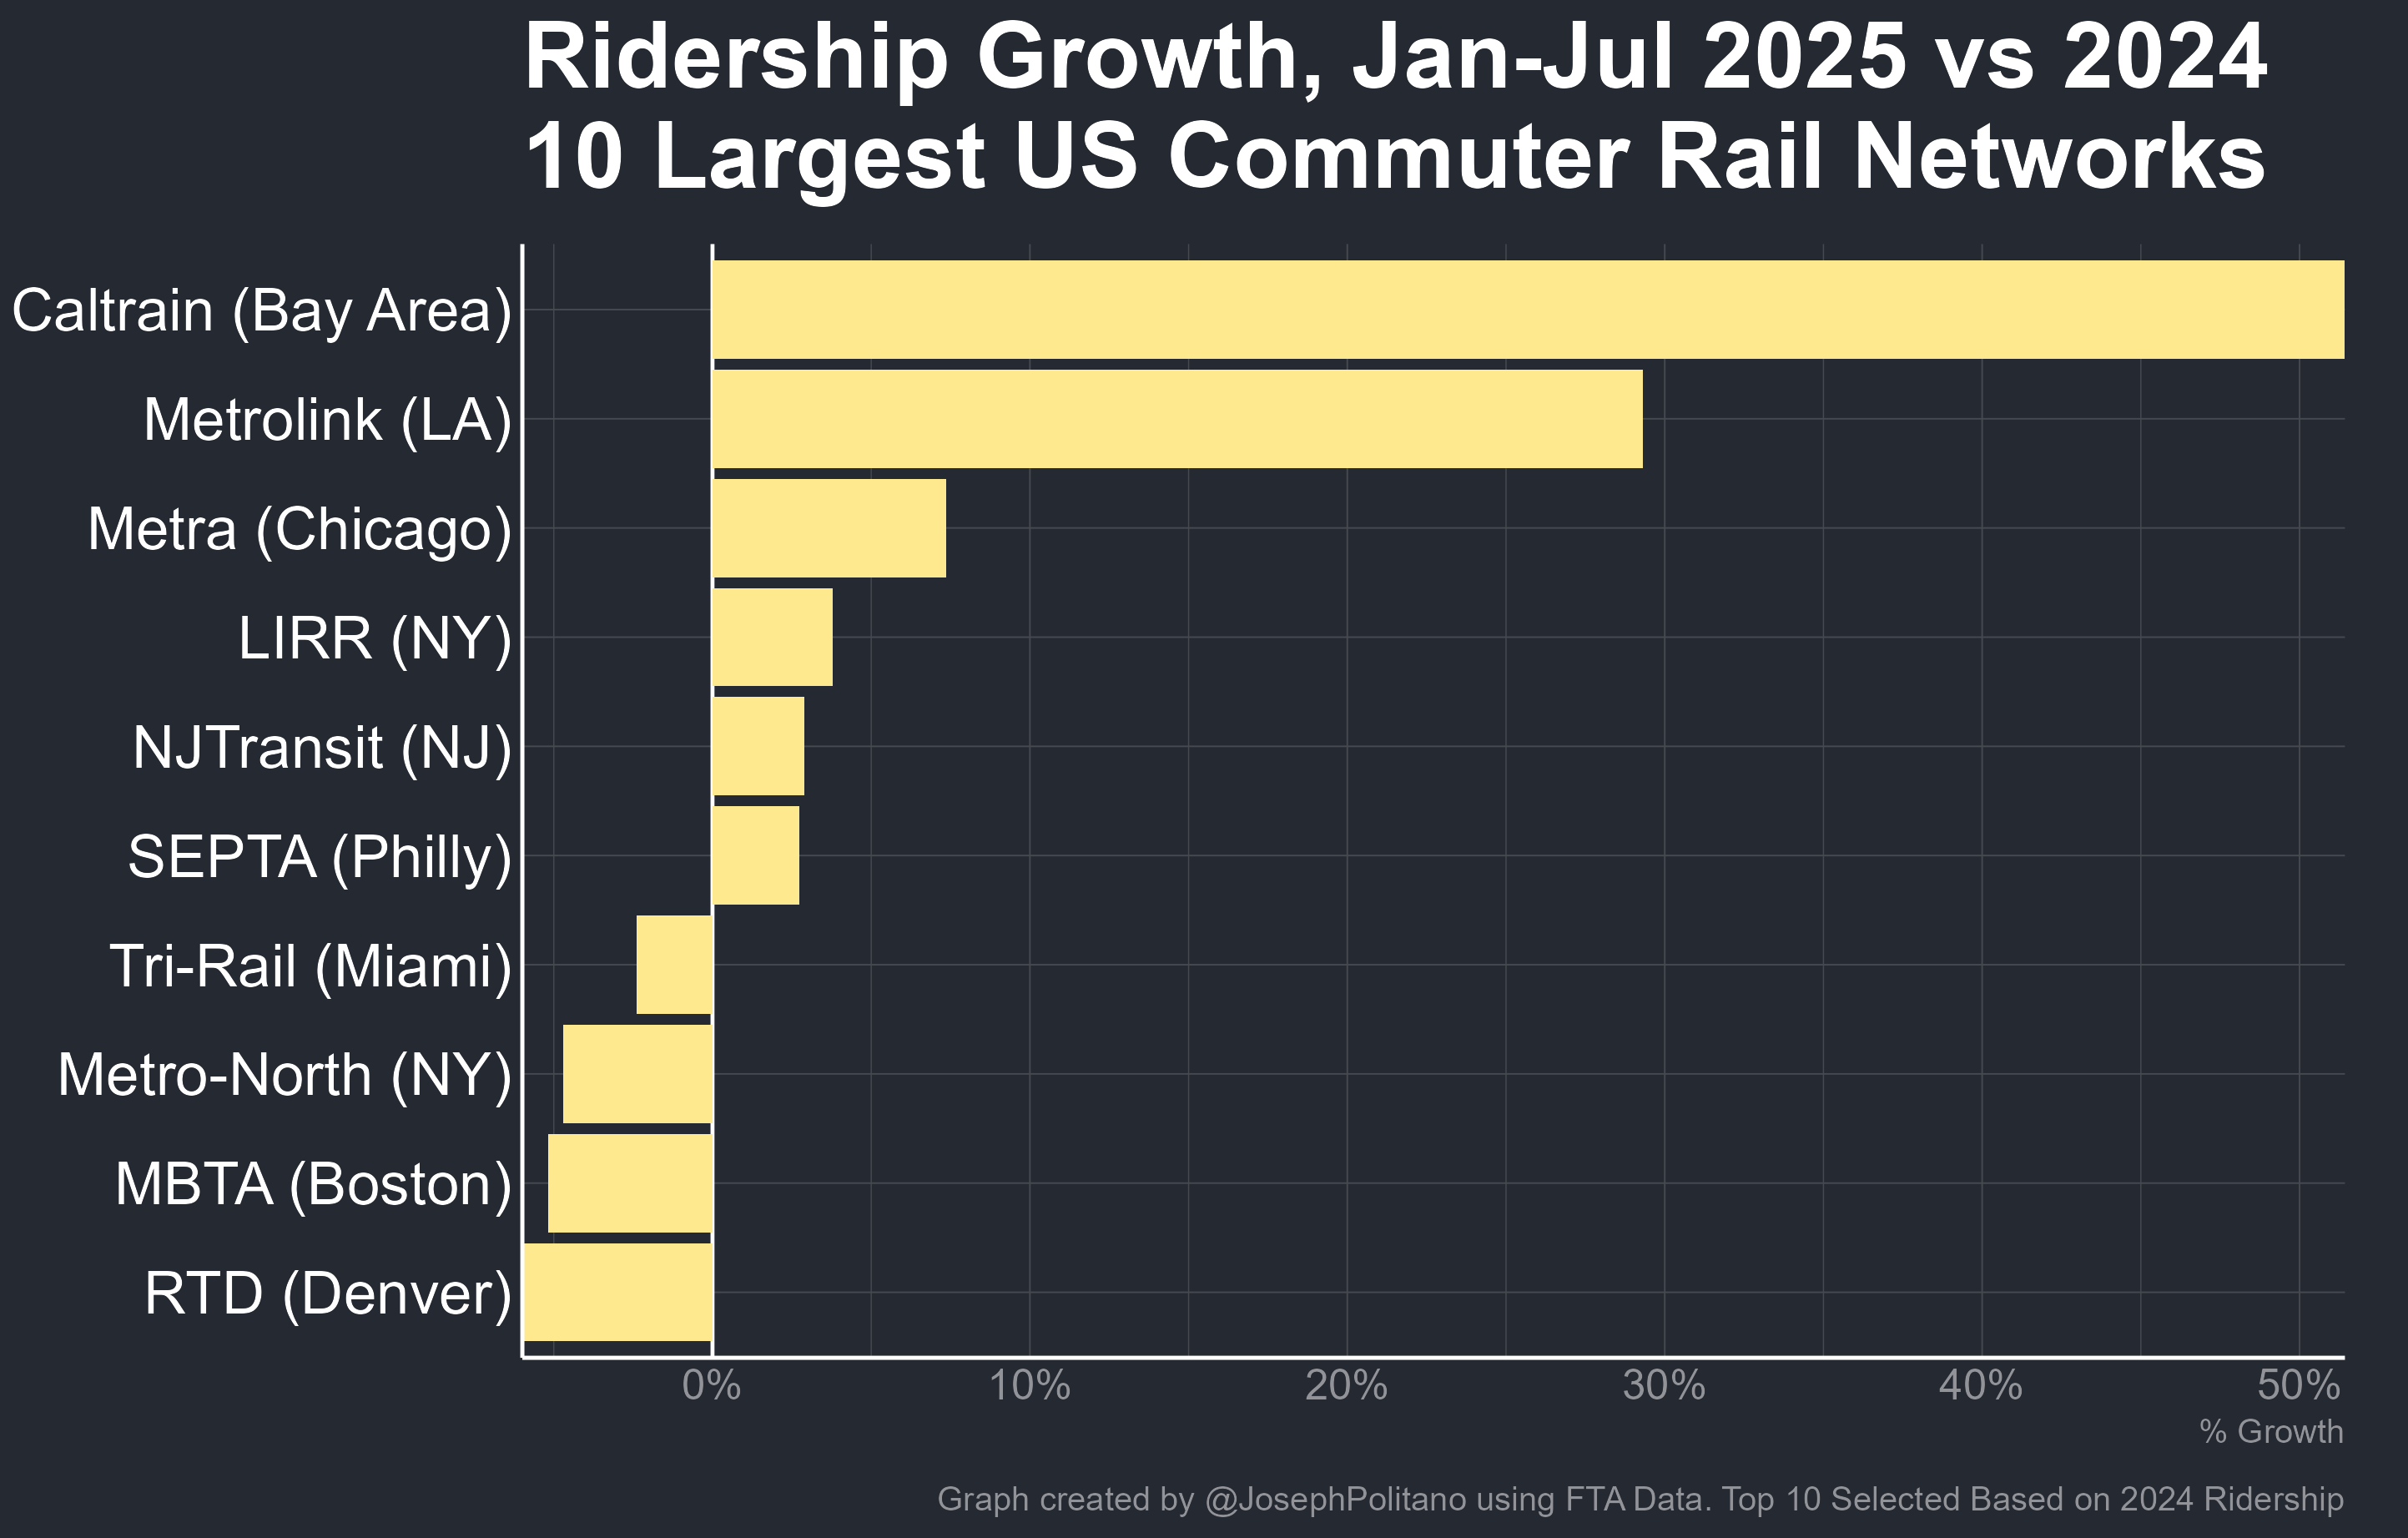 Ridership Growth, Jan-Jul 2025 vs 2024
10 Largest US Commuter Rail Networks
Caltrain (Bay Area)
Metrolink (LA)
Metra (Chicago)
LIRR (NY)
NJTransit (NJ)
SEPTA (Philly)
Tri-Rail (Miami)
Metro-North (NY)
MBTA (Boston)
RTD (Denver)
0% 10% 20% 30% 40% 50%
% Growth
Graph created by @JosephPolitano using FTA Data. Top 10 Selected Based on 2024 Ridership